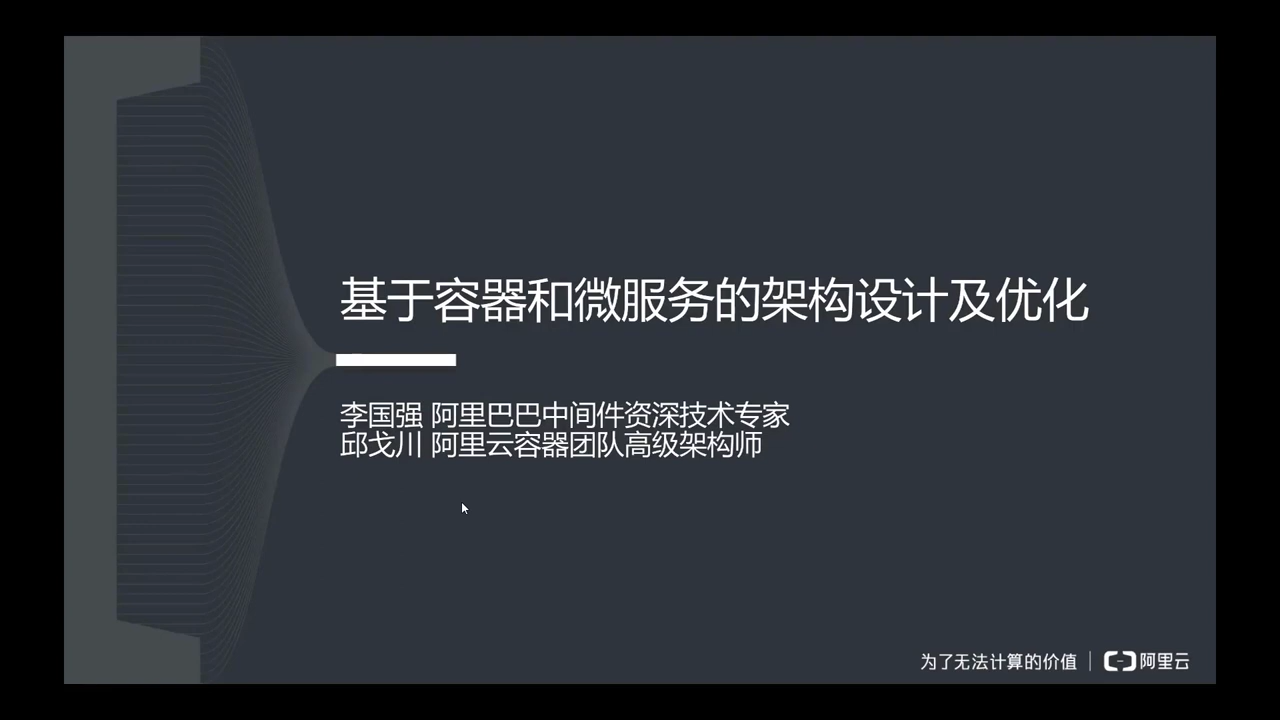 基于容器和微服务的架构设计及优化
李国强 阿里巴巴中间件资深技术专家
邱戈川 阿里云容器团队高级架构师
为了无法计算的价值 | 阿里云